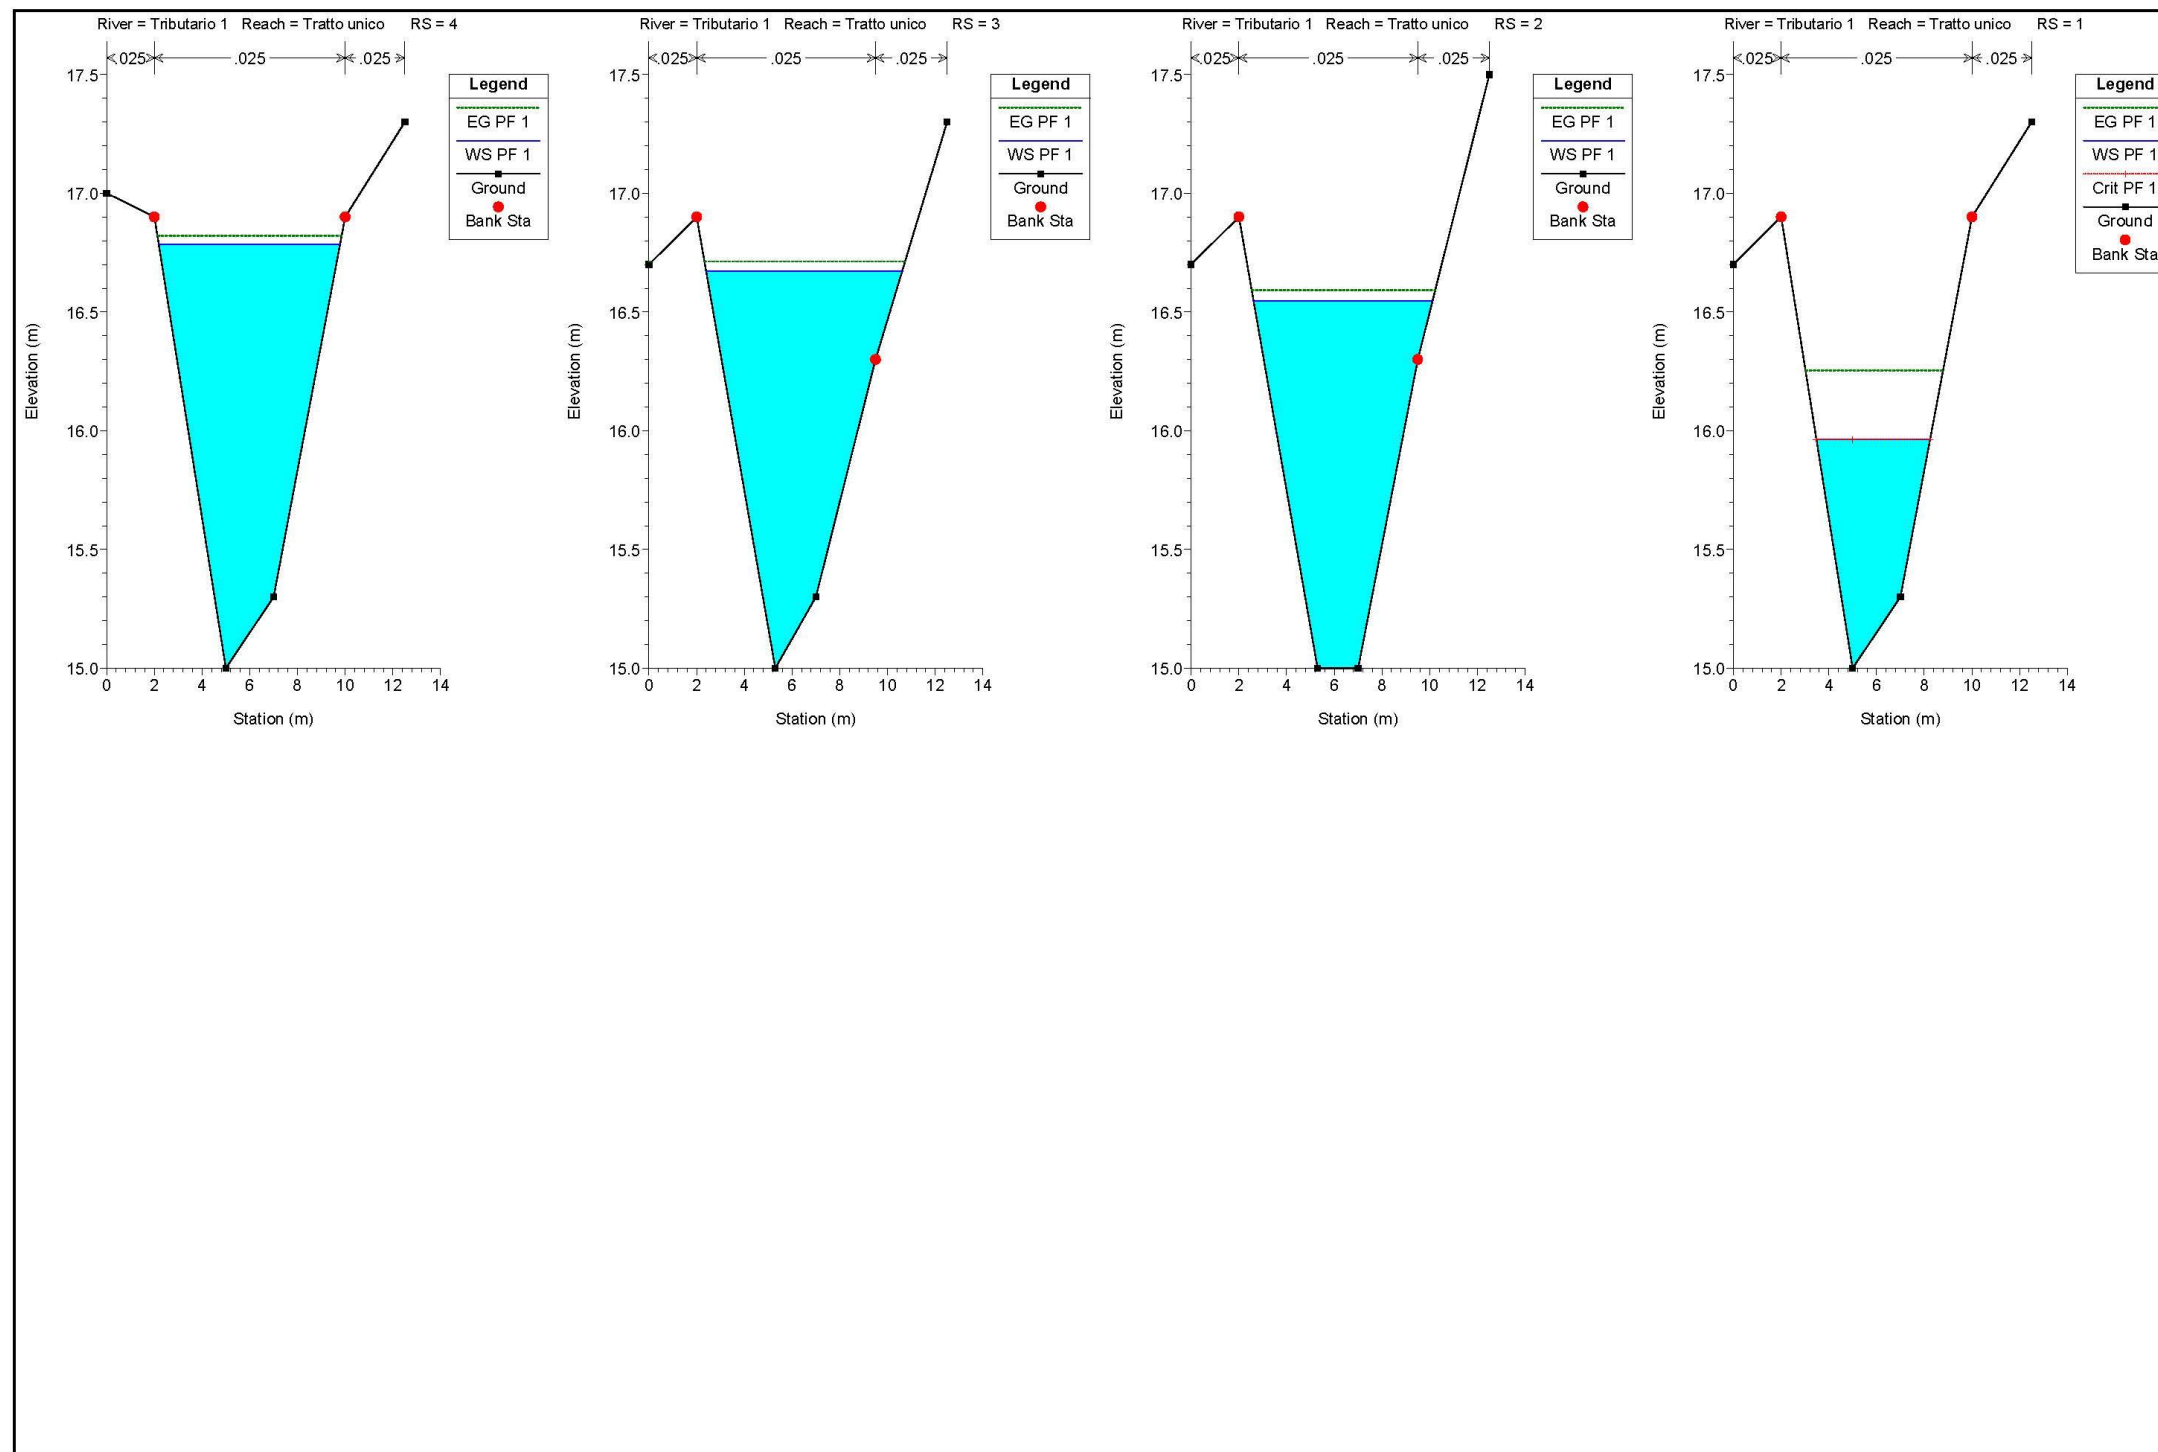 River = Tributario 1 Reach = Tratto unico RS = 4
.025 .025 .025
17.5
17.0
16.5
16.0
15.5
15.0
Elevation (m)
0 2 4 6 8 10 12 14
Station (m)
Legend
EG PF 1
WS PF 1
Ground
Bank Sta
River = Tributario 1 Reach = Tratto unico RS = 3
.025 .025 .025
17.5
17.0
16.5
16.0
15.5
15.0
Elevation (m)
0 2 4 6 8 10 12 14
Station (m)
Legend
EG PF 1
WS PF 1
Ground
Bank Sta
River = Tributario 1 Reach = Tratto unico RS = 2
.025 .025 .025
17.5
17.0
16.5
16.0
15.5
15.0
Elevation (m)
0 2 4 6 8 10 12 14
Station (m)
Legend
EG PF 1
WS PF 1
Ground
Bank Sta
River = Tributario 1 Reach = Tratto unico RS = 1
.025 .025 .025
17.5
17.0
16.5
16.0
15.5
15.0
Elevation (m)
0 2 4 6 8 10 12 14
Station (m)
Legend
EG PF 1
WS PF 1
Crit PF 1
Ground
Bank Sta